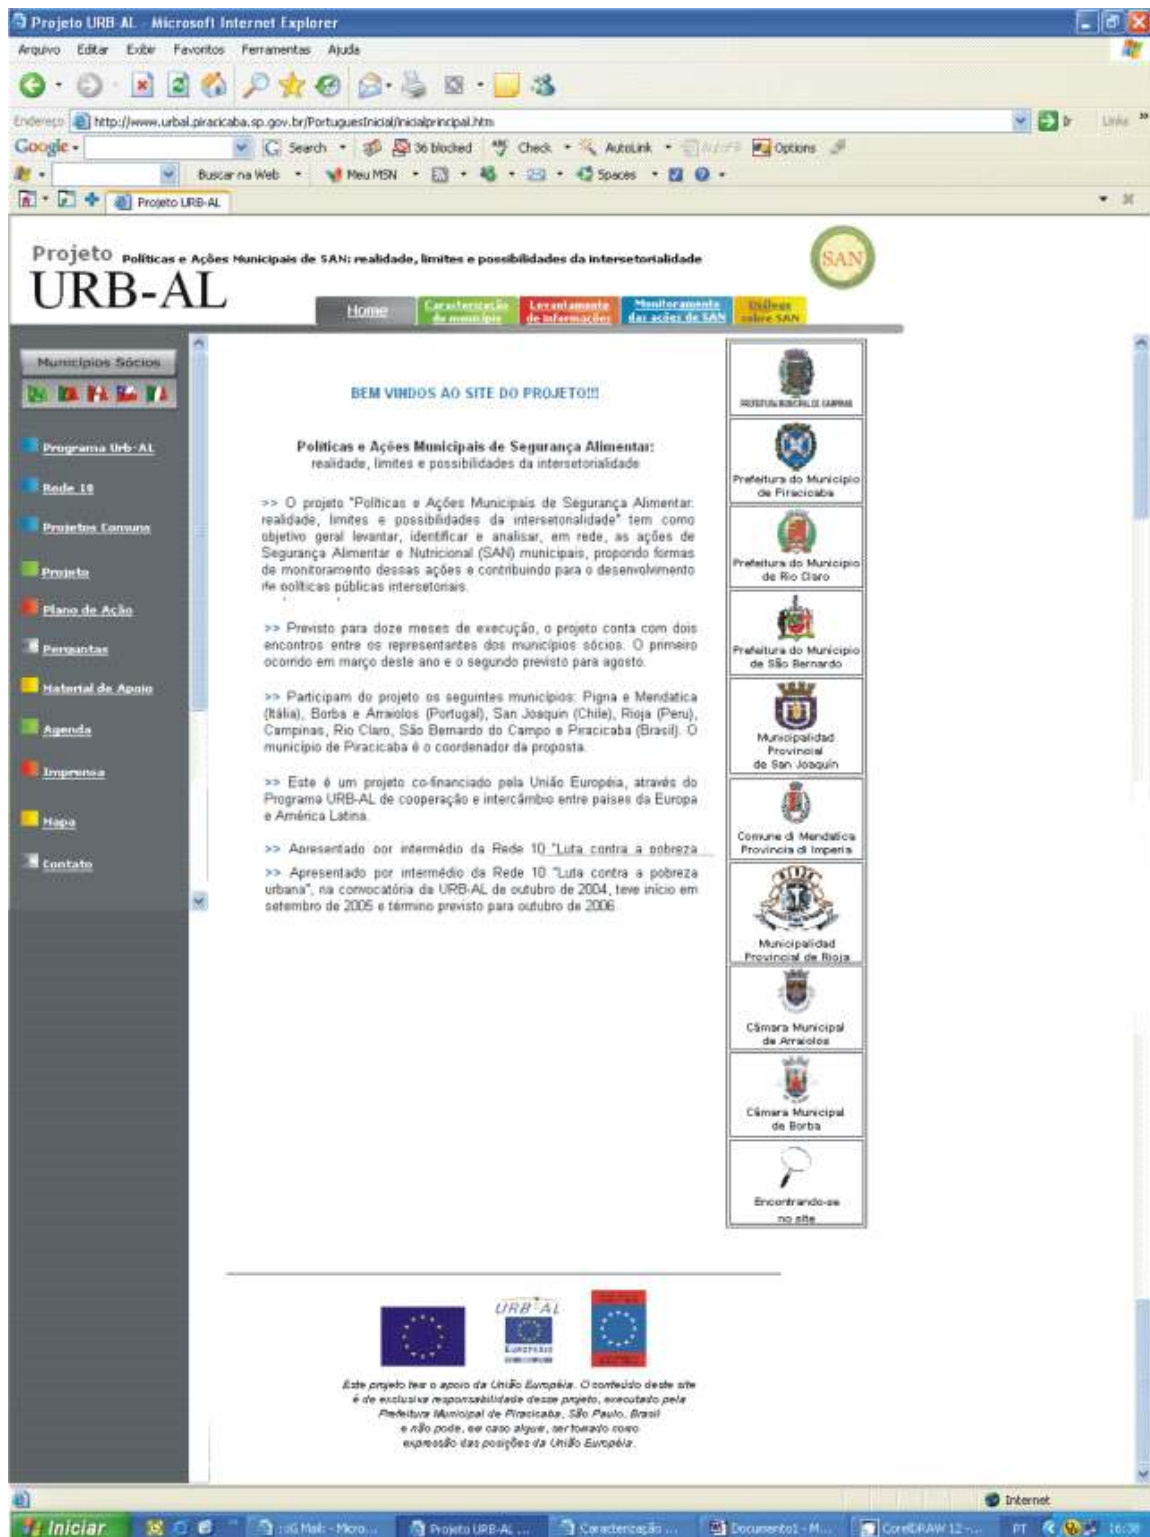 Projeto URB-AL - Microsoft Internet Explorer
Arquivo Editar Exibir Favoritos Ferramentas Ajuda
Endereço http://www.urbal.piracicaba.sp.gov.br/PortuguesInicial/inicialprincipal.htm Ir Links
Google Search 36 blocked Check AutoLink Options
Buscar na Web Meu MSN Spaces
Projeto URB-AL
Projeto Políticas e Ações Municipais de SAN: realidade, limites e possibilidades da intersetorialidade
URB-AL
SAN
Home
Caracterização
do município
Levantamento
de Informações
Monitoramento
das ações de SAN
Diálogo
sobre SAN
Municípios Sócios
Programa Urb-AL
Rede 10
Projetos Comuns
Projeto
Plano de Ação
Perguntas
Material de Apoio
Agenda
Imprensa
Mapa
Contato
BEM VINDOS AO SITE DO PROJETO!!!
Políticas e Ações Municipais de Segurança Alimentar:
realidade, limites e possibilidades da intersetorialidade
>> O projeto "Políticas e Ações Municipais de Segurança Alimentar:
realidade, limites e possibilidades da intersetorialidade" tem como
objetivo geral levantar, identificar e analisar, em rede, as ações de
Segurança Alimentar e Nutricional (SAN) municipais, propondo formas
de monitoramento dessas ações e contribuindo para o desenvolvimento
de políticas públicas intersetoriais.
>> Previsto para doze meses de execução, o projeto conta com dois
encontros entre os representantes dos municípios sócios. O primeiro
ocorrido em março deste ano e o segundo previsto para agosto.
>> Participam do projeto os seguintes municípios: Pigna e Mendatica
(Itália), Borba e Arraiolos (Portugal), San Joaquin (Chile), Rioja (Peru),
Campinas, Rio Claro, São Bernardo do Campo e Piracicaba (Brasil). O
município de Piracicaba é o coordenador da proposta.
>> Este é um projeto co-financiado pela União Européia, através do
Programa URB-AL de cooperação e intercâmbio entre países da Europa
e América Latina.
>> Apresentado por intermédio da Rede 10 "Luta contra a pobreza
>> Apresentado por intermédio da Rede 10 "Luta contra a pobreza
urbana", na convocatória da URB-AL de outubro de 2004, teve início em
setembro de 2005 e término previsto para outubro de 2006.
PREFEITURA MUNICIPAL DE CAMPINAS
Prefeitura do Município
de Piracicaba
Prefeitura do Município
de Rio Claro
Prefeitura do Município
de São Bernardo
Municipalidad
Provincial
de San Joaquín
Comune di Mendatica
Provincia di Imperia
Municipalidad
Provincial de Rioja
Câmara Municipal
de Arraiolos
Câmara Municipal
de Borba
Encontrando-se
no site
URB-AL
Este projeto tem o apoio da União Européia. O conteúdo deste site
é de exclusiva responsabilidade desse projeto, executado pela
Prefeitura Municipal de Piracicaba, São Paulo, Brasil
e não pode, em caso algum, ser tomado como
expressão das posições da União Européia.
Internet
Iniciar
Projeto URB-AL ...
Caracterização ...
Documento1 - M...
CorelDRAW 12 -...
PT
16:38